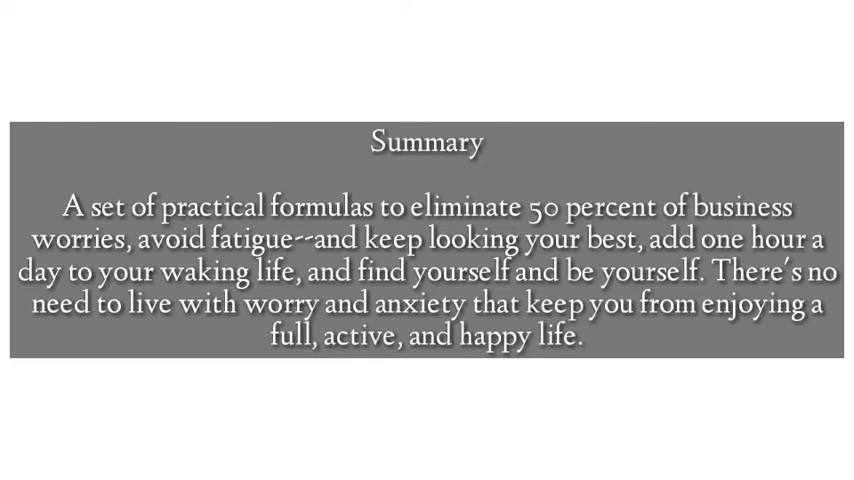 Summary
A set of practical formulas to eliminate 50 percent of business
worries, avoid fatigue--and keep looking your best, add one hour a
day to your waking life, and find yourself and be yourself. There's no
need to live with worry and anxiety that keep you from enjoying a
full, active, and happy life.